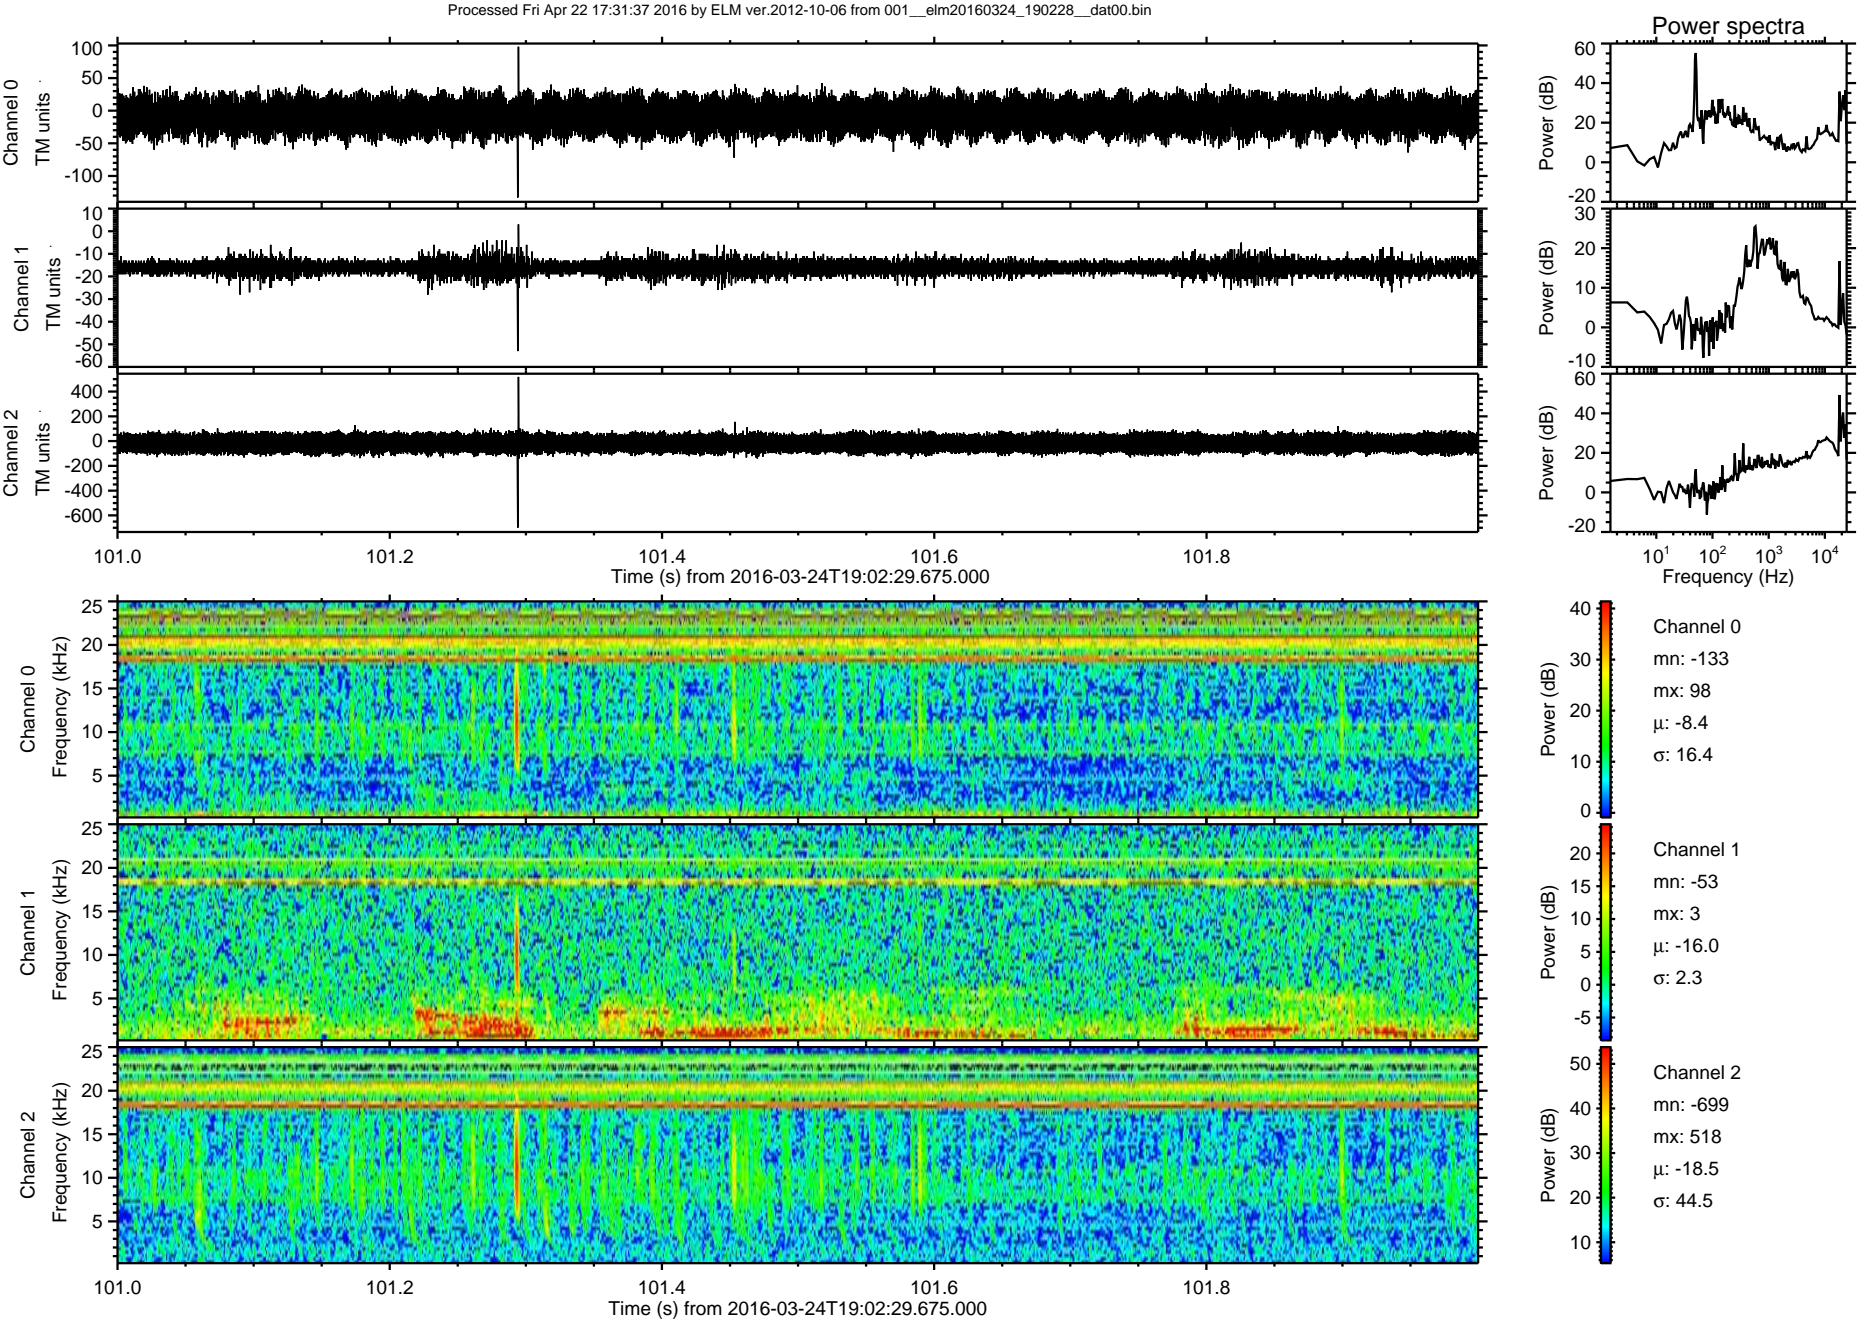 Processed Fri Apr 22 17:31:37 2016 by ELM ver.2012-10-06 from 001__elm20160324_190228__dat00.bin
Power spectra
Channel 0
TM units
100
50
0
-50
-100
Power (dB)
60
40
20
0
-20
Channel 1
TM units
10
0
-10
-20
-30
-40
-50
-60
Power (dB)
30
20
10
0
-10
Channel 2
TM units
400
200
0
-200
-400
-600
Power (dB)
60
40
20
0
-20
101.0 101.2 101.4 101.6 101.8
Time (s) from 2016-03-24T19:02:29.675.000
10^1 10^2 10^3 10^4
Frequency (Hz)
Channel 0
Frequency (kHz)
25
20
15
10
5
Power (dB)
40
30
20
10
0
Channel 0
mn: -133
mx: 98
μ: -8.4
σ: 16.4
Channel 1
Frequency (kHz)
25
20
15
10
5
Power (dB)
20
15
10
5
0
-5
Channel 1
mn: -53
mx: 3
μ: -16.0
σ: 2.3
Channel 2
Frequency (kHz)
25
20
15
10
5
Power (dB)
50
40
30
20
10
Channel 2
mn: -699
mx: 518
μ: -18.5
σ: 44.5
101.0 101.2 101.4 101.6 101.8
Time (s) from 2016-03-24T19:02:29.675.000